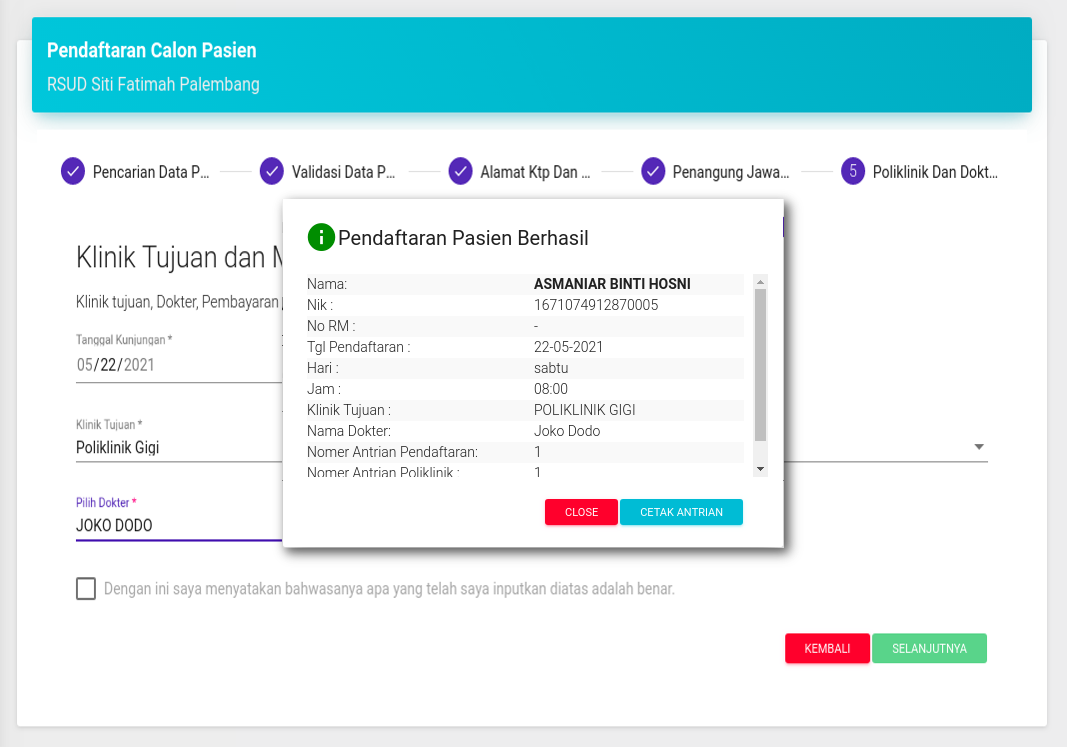 Pendaftaran Calon Pasien
RSUD Siti Fatimah Palembang
Pencarian Data P...
Validasi Data P...
Alamat Ktp Dan ...
Penangung Jawa...
5 Poliklinik Dan Dokt...
Klinik Tujuan dan
Klinik tujuan, Dokter, Pembayaran
Tanggal Kunjungan *
05/22/2021
Klinik Tujuan *
Poliklinik Gigi
Pilih Dokter *
JOKO DODO
Pendaftaran Pasien Berhasil
Nama: ASMANIAR BINTI HOSNI
Nik : 1671074912870005
No RM : -
Tgl Pendaftaran : 22-05-2021
Hari : sabtu
Jam : 08:00
Klinik Tujuan : POLIKLINIK GIGI
Nama Dokter: Joko Dodo
Nomer Antrian Pendaftaran: 1
Nomer Antrian Poliklinik : 1
CLOSE
CETAK ANTRIAN
Dengan ini saya menyatakan bahwasanya apa yang telah saya inputkan diatas adalah benar.
KEMBALI
SELANJUTNYA